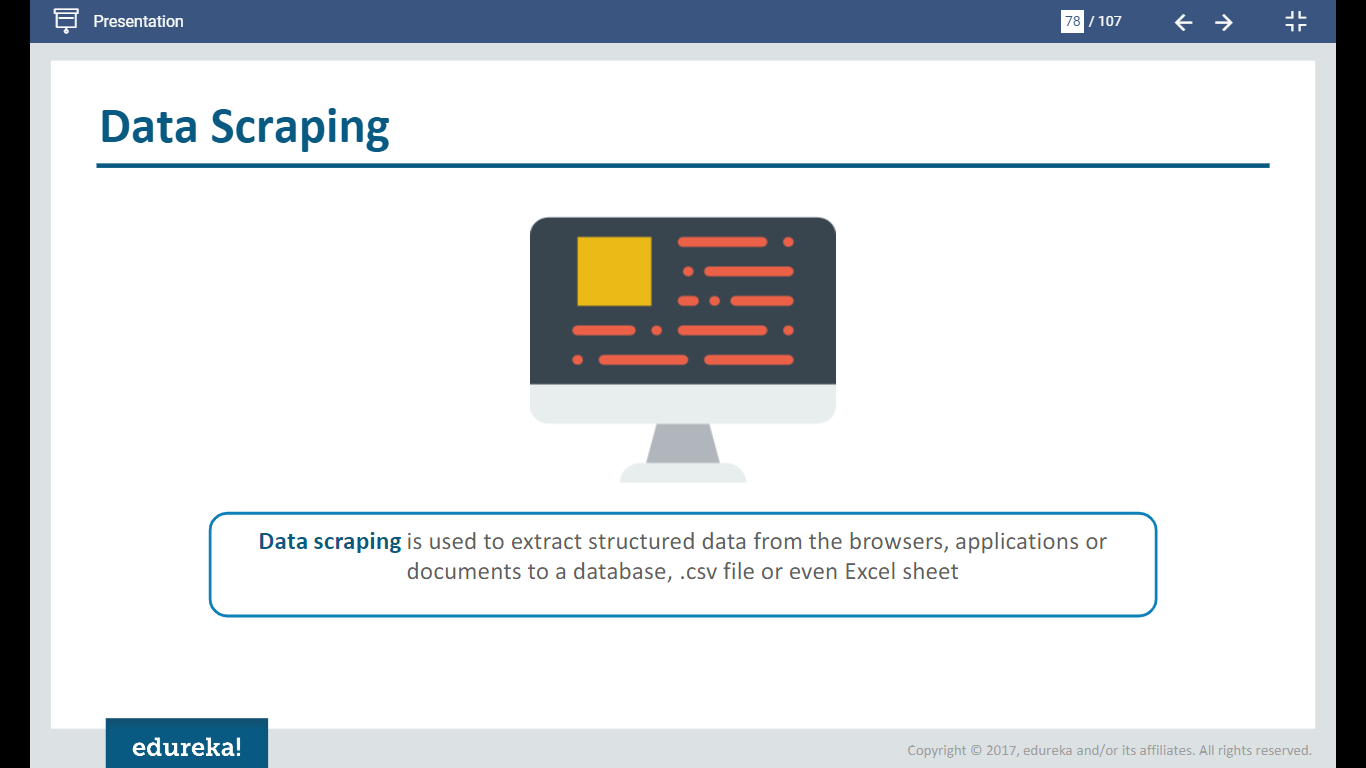 Presentation
78 / 107
Data Scraping
Data scraping is used to extract structured data from the browsers, applications or
documents to a database, .csv file or even Excel sheet
edureka!
Copyright © 2017, edureka and/or its affiliates. All rights reserved.